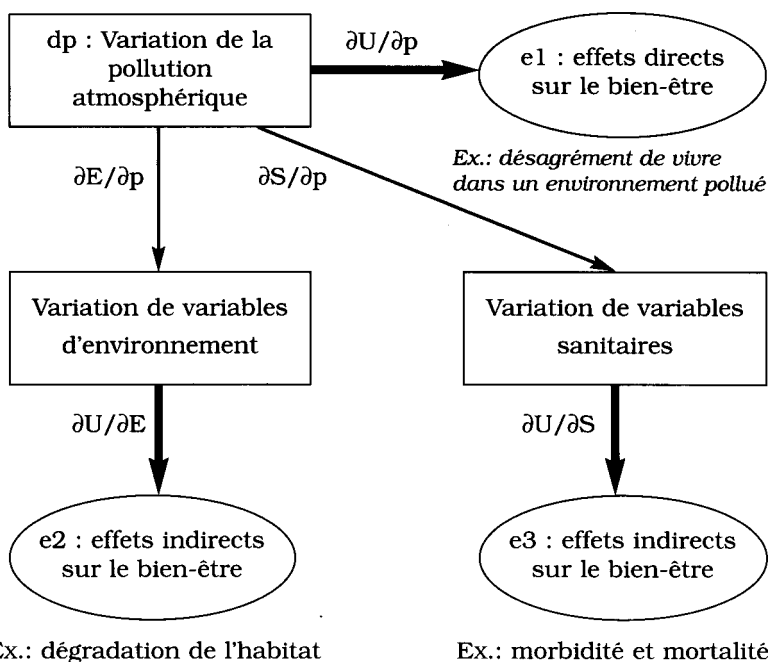 dp : Variation de la
pollution
atmosphérique
∂U/∂p
e1 : effets directs
sur le bien-être
Ex.: désagrément de vivre
dans un environnement pollué
∂E/∂p
∂S/∂p
Variation de variables
d'environnement
Variation de variables
sanitaires
∂U/∂E
∂U/∂S
e2 : effets indirects
sur le bien-être
e3 : effets indirects
sur le bien-être
Ex.: dégradation de l'habitat
Ex.: morbidité et mortalité